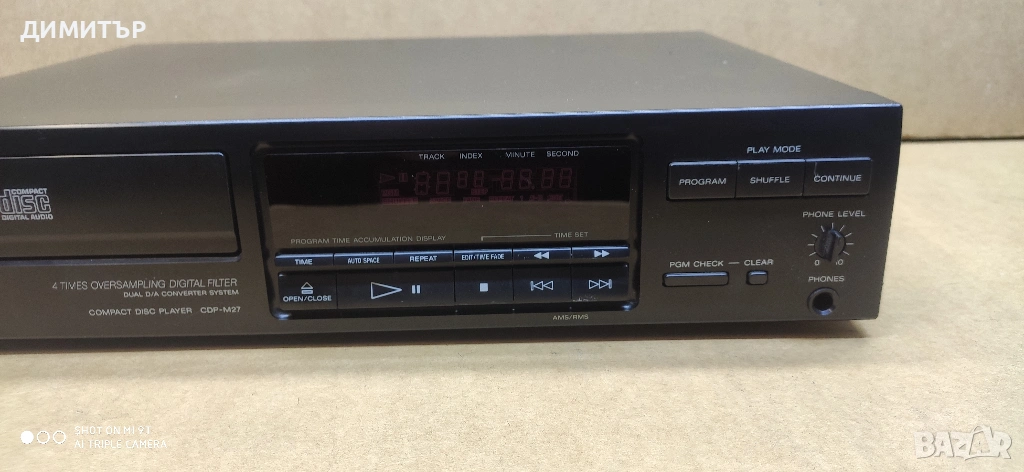 ДИМИТЪР
TRACK INDEX MINUTE SECOND
PLAY MODE
PROGRAM SHUFFLE CONTINUE
COMPACT
disc
DIGITAL AUDIO
PHONE LEVEL
0 10
PROGRAM TIME ACCUMULATION DISPLAY
TIME SET
TIME AUTO SPACE REPEAT EDIT/TIME FADE
PGM CHECK CLEAR
PHONES
4 TIMES OVERSAMPLING DIGITAL FILTER
DUAL D/A CONVERTER SYSTEM
OPEN/CLOSE
COMPACT DISC PLAYER CDP-M27
AMS/RMS
SHOT ON MI 9T
AI TRIPLE CAMERA
BAZAR